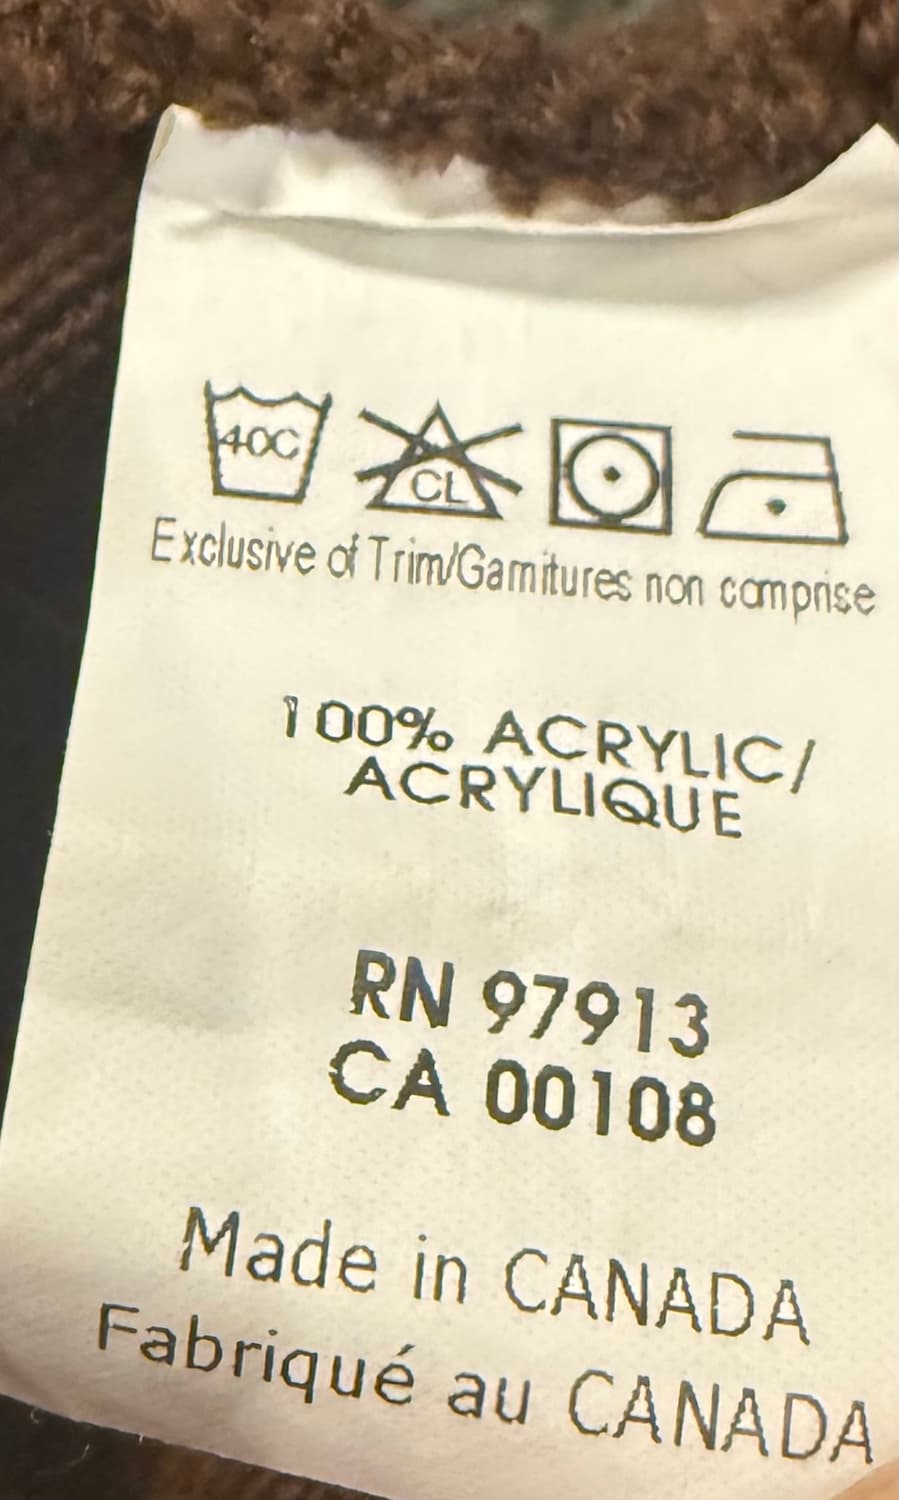 40C
CL
Exclusive of Trim/Garnitures non comprise
100% ACRYLIC/
ACRYLIQUE
RN 97913
CA 00108
Made in CANADA
Fabriqué au CANADA